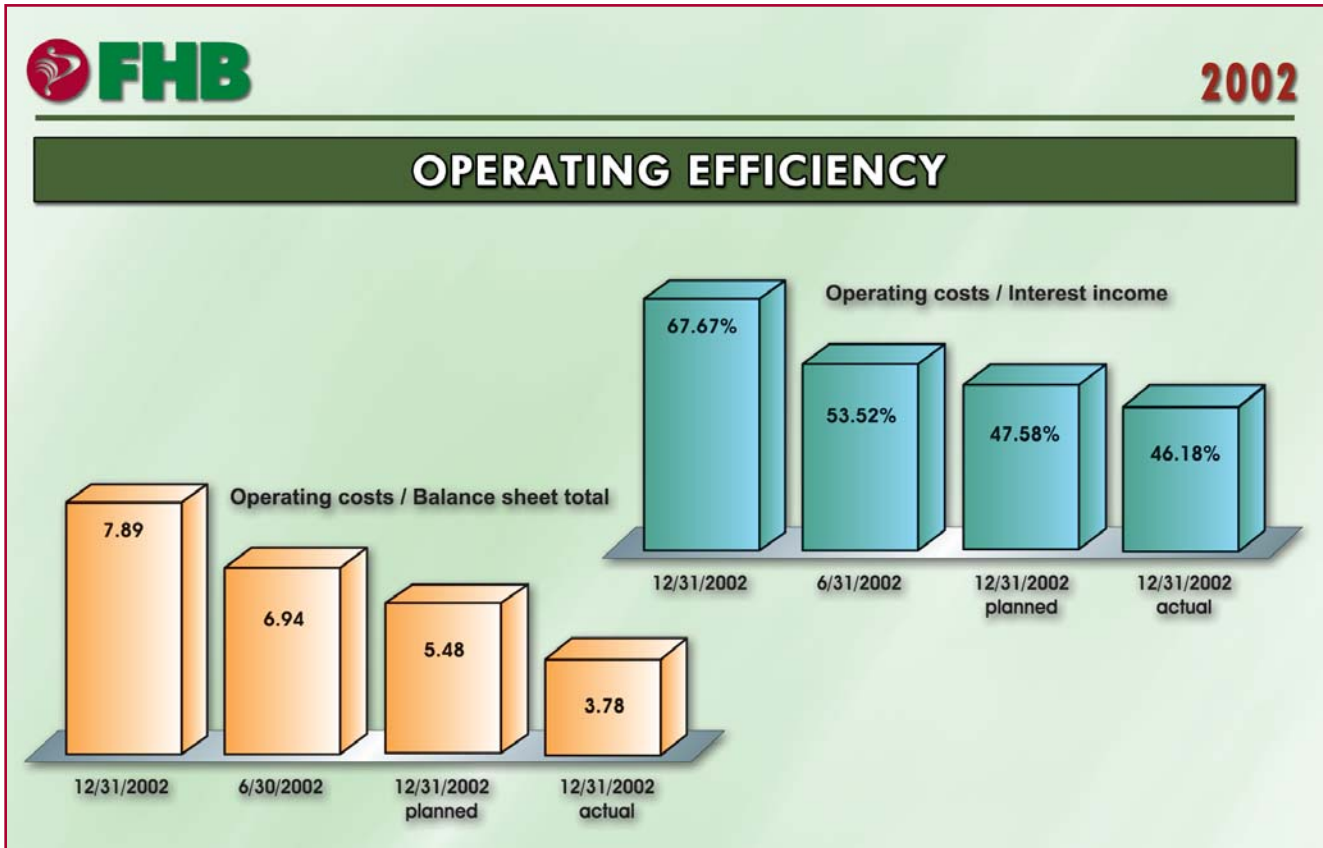 FHB
2002
OPERATING EFFICIENCY
Operating costs / Interest income
67.67%
53.52%
47.58%
46.18%
12/31/2002
6/31/2002
12/31/2002
planned
12/31/2002
actual
Operating costs / Balance sheet total
7.89
6.94
5.48
3.78
12/31/2002
6/30/2002
12/31/2002
planned
12/31/2002
actual